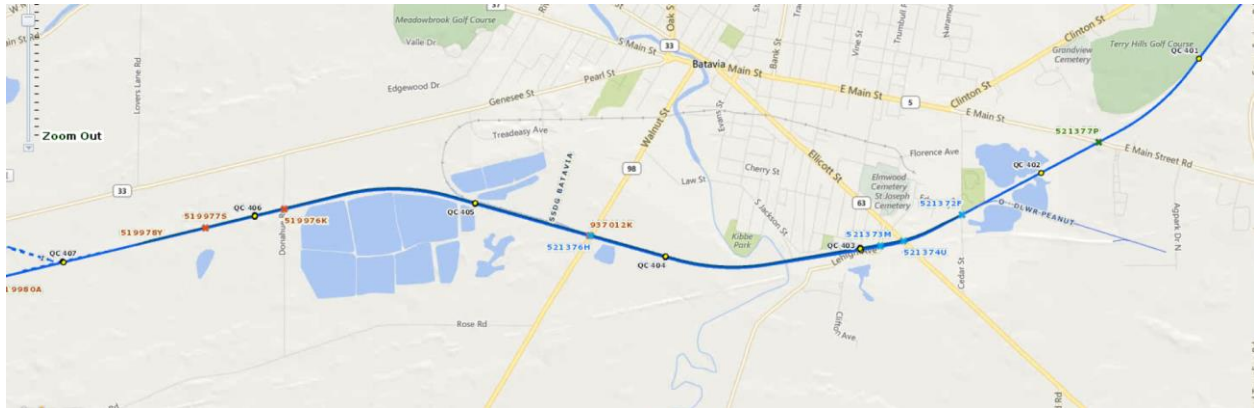 37
Meadowbrook Golf Course
Valle Dr
Oak S
S Main St
33
Batavia
Main St
Bank St
Vine St
Trumbull P
Haramon
Clinton St
Grandview
Cemetery
Terry Hills Golf Course
QC 401
Lovers Lane Rd
Edgewood Dr
Pearl St
Genesee St
Zoom Out
Treadeasy Ave
Walnut St
Evans St
E Main St
5
Clinton St
E Main St
521377P
E Main Street Rd
Florence Ave
QC 402
Ellicott St
Cherry St
Law St
S Jackson St
Elmwood
Cemetery
St Joseph
Cemetery
98
33
63
SSDG BATAVIA
QC 406
519977S
519976K
519978Y
Donahue
QC 405
937012K
521376H
Kibbe
Park
QC 404
QC 403
521373M
521374U
521372F
DLWR-PEANUT
Agpark Dr N
Cedar St
QC 407
19980A
Rose Rd
Clifton Ave